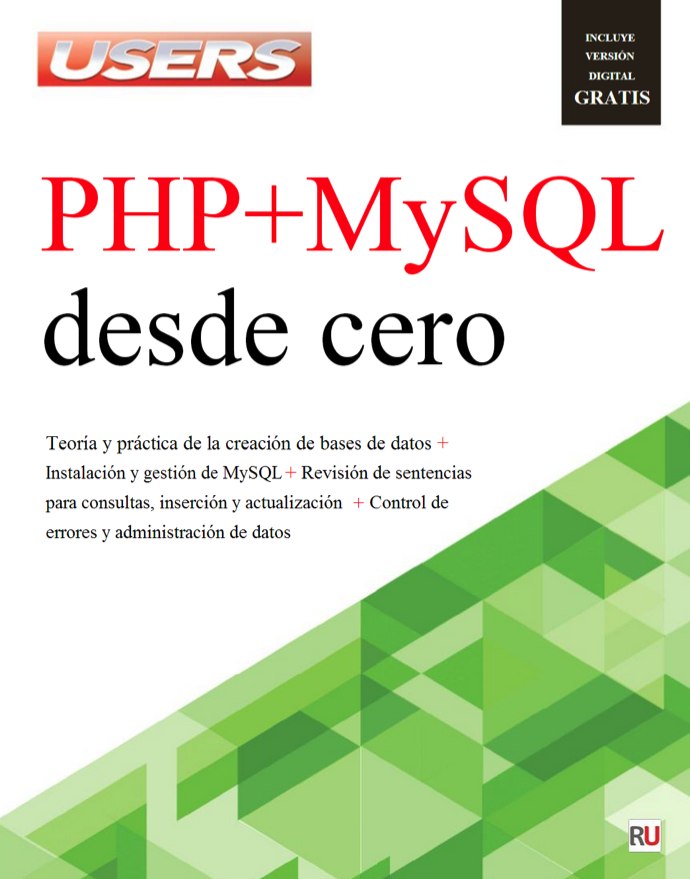 USERS
INCLUYE
VERSIÓN
DIGITAL
GRATIS
PHP+MySQL
desde cero
Teoría y práctica de la creación de bases de datos +
Instalación y gestión de MySQL + Revisión de sentencias
para consultas, inserción y actualización + Control de
errores y administración de datos
RU